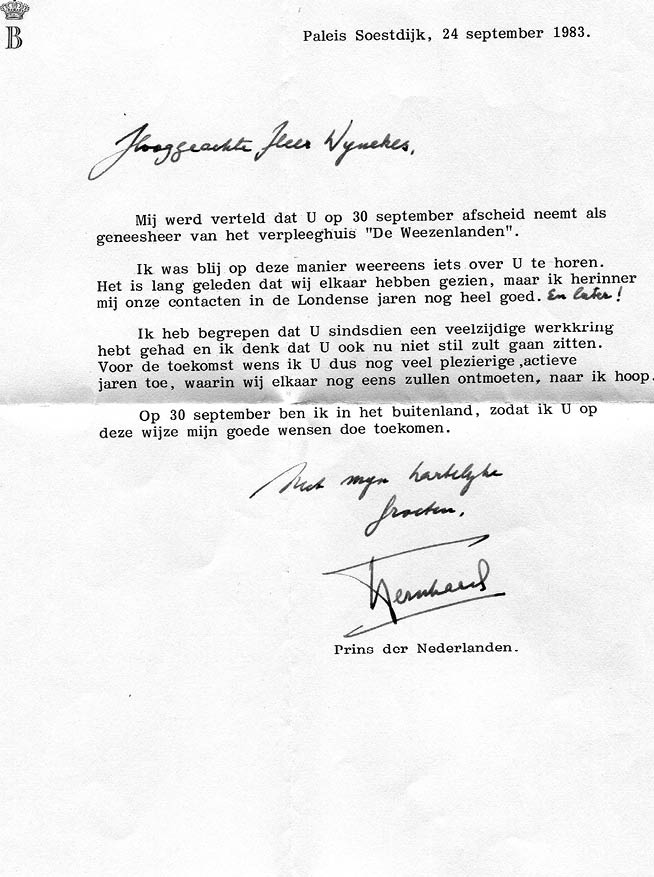 B
Paleis Soestdijk, 24 september 1983.
Hooggeachte Heer Wynekes,
Mij werd verteld dat U op 30 september afscheid neemt als
geneesheer van het verpleeghuis "De Weezenlanden".
Ik was blij op deze manier weereens iets over U te horen.
Het is lang geleden dat wij elkaar hebben gezien, maar ik herinner
mij onze contacten in de Londense jaren nog heel goed. En later!
Ik heb begrepen dat U sindsdien een veelzijdige werkkring
hebt gehad en ik denk dat U ook nu niet stil zult gaan zitten.
Voor de toekomst wens ik U dus nog veel plezierige ,actieve
jaren toe, waarin wij elkaar nog eens zullen ontmoeten, naar ik hoop.
Op 30 september ben ik in het buitenland, zodat ik U op
deze wijze mijn goede wensen doe toekomen.
Met mijn hartelijke
groeten,
Bernhard
Prins der Nederlanden.